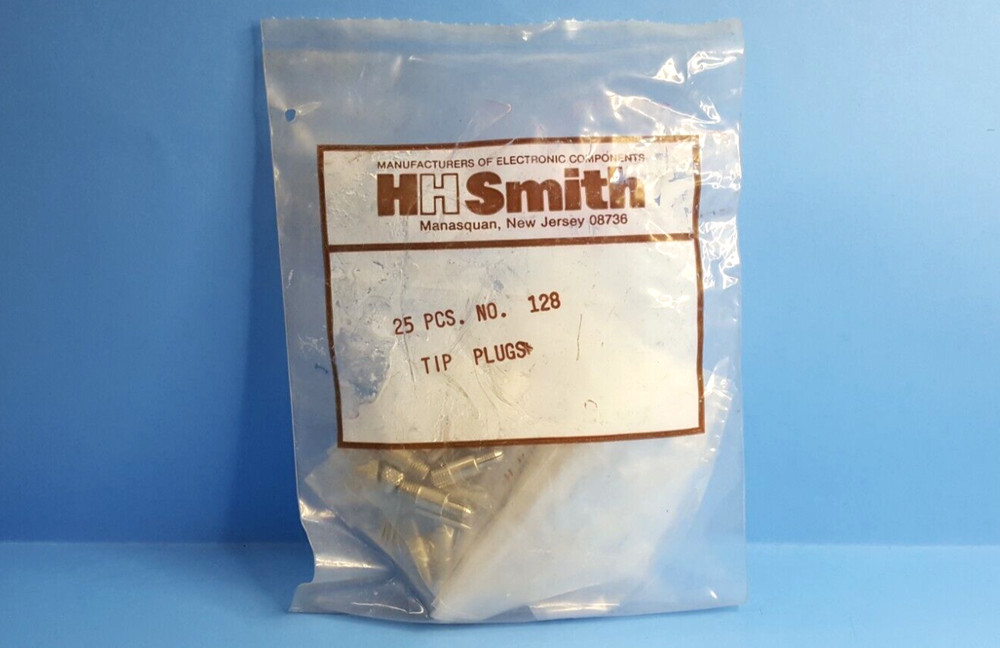 MANUFACTURERS OF ELECTRONIC COMPONENTS
HHSmith
Manasquan, New Jersey 08736
25 PCS. NO. 128
TIP PLUGS